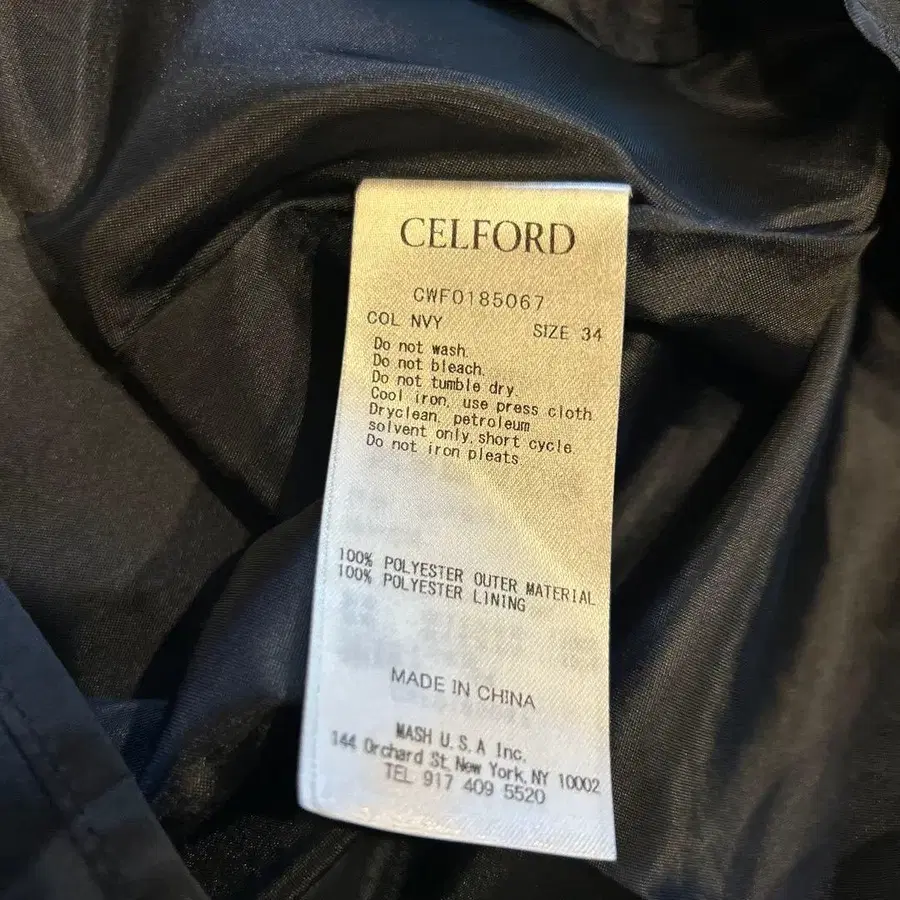 CELFORD
CWF0185067
COL NVY SIZE 34
Do not wash.
Do not bleach.
Do not tumble dry.
Cool iron, use press cloth.
Dryclean, petroleum
solvent only, short cycle.
Do not iron pleats.
100% POLYESTER OUTER MATERIAL
100% POLYESTER LINING
MADE IN CHINA
MASH U.S.A Inc.
144 Orchard St. New York, NY 10002
TEL 917 409 5520